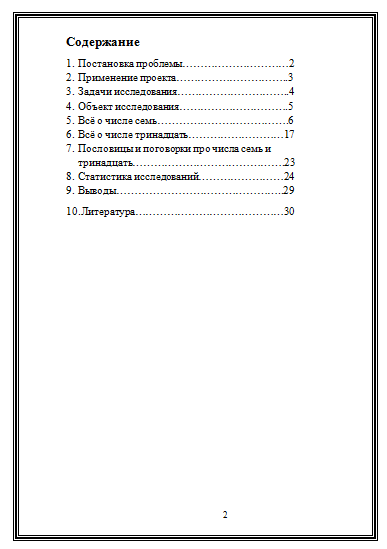 Содержание
1. Постановка проблемы…………………………2
2. Применение проекта…………………………..3
3. Задачи исследования…………………………..4
4. Объект исследования…………………………..5
5. Всё о числе семь………………………………6
6. Всё о числе тринадцать………………………17
7. Пословицы и поговорки про числа семь и
тринадцать…………………………………….23
8. Статистика исследований……………………24
9. Выводы…………………………………………29
10.Литература……………………………………30
2